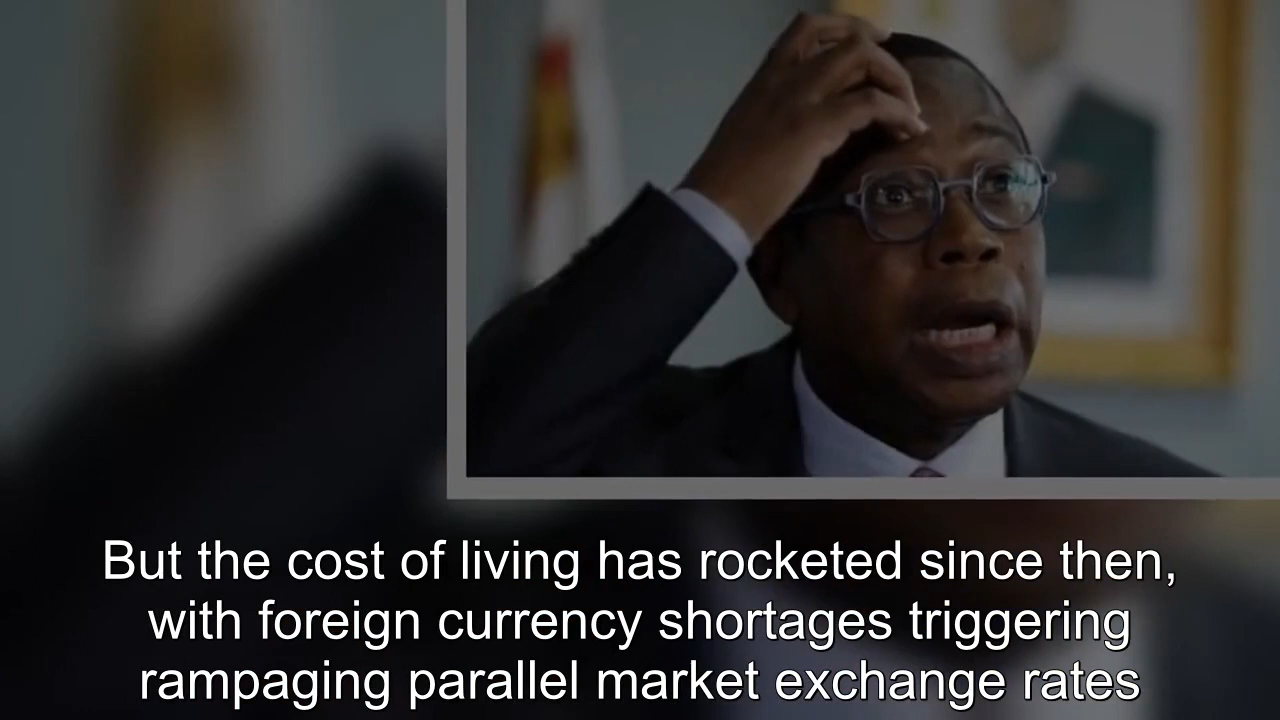 But the cost of living has rocketed since then,
with foreign currency shortages triggering
rampaging parallel market exchange rates